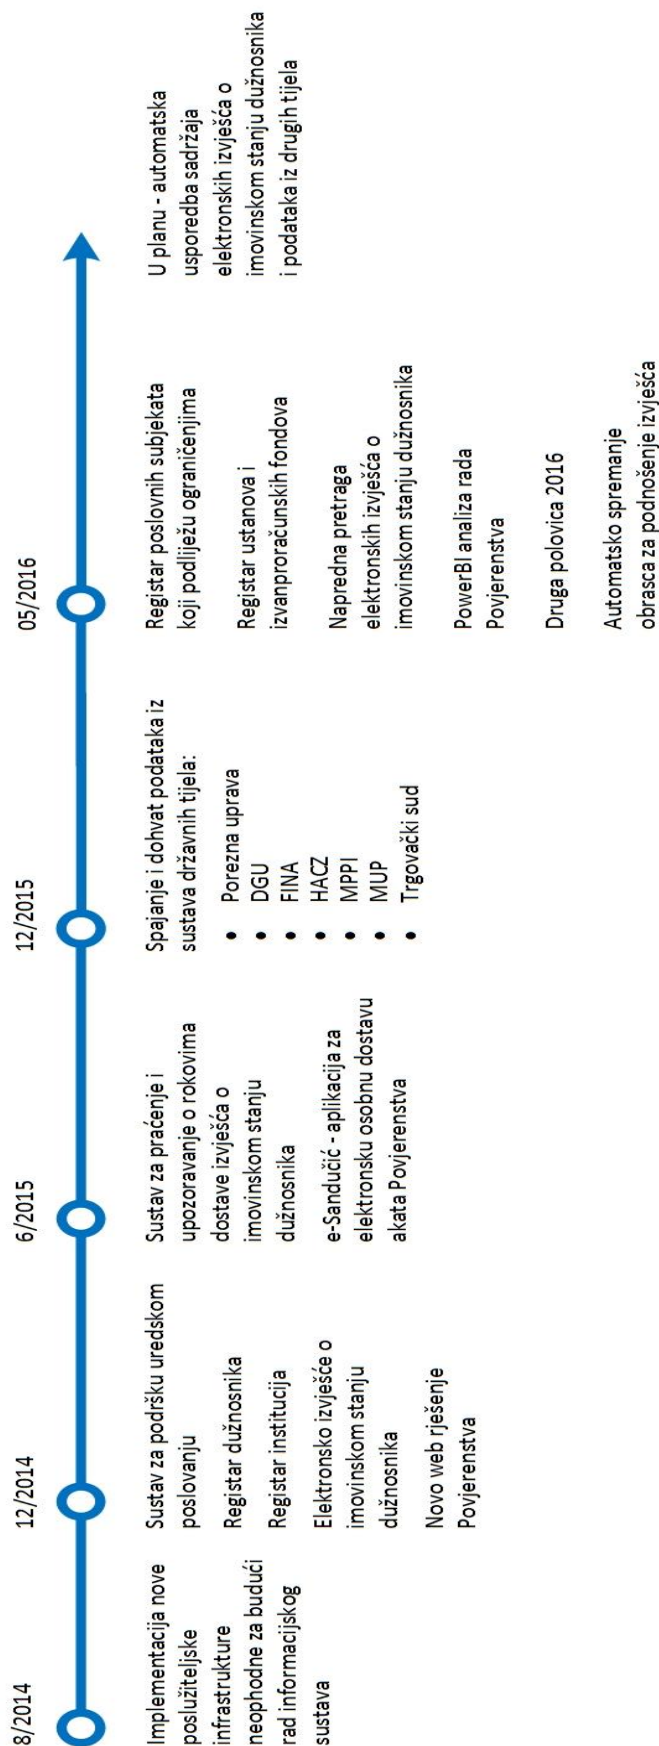 8/2014
Implementacija nove
poslužiteljske
infrastrukture
neophodne za budući
rad informacijskog
sustava
12/2014
Sustav za podršku uredskom
poslovanju
Registar dužnosnika
Registar institucija
Elektronsko izvješće o
imovinskom stanju
dužnosnika
Novo web rješenje
Povjerenstva
6/2015
Sustav za praćenje i
upozoravanje o rokovima
dostave izvješća o
imovinskom stanju
dužnosnika
e-Sandučić - aplikacija za
elektronsku osobnu dostavu
akata Povjerenstva
12/2015
Spajanje i dohvat podataka iz
sustava državnih tijela:
• Porezna uprava
• DGU
• FINA
• HACZ
• MPPI
• MUP
• Trgovački sud
05/2016
Registar poslovnih subjekata
koji podliježu ograničenjima
Registar ustanova i
izvanproračunskih fondova
Napredna pretraga
elektronskih izvješća o
imovinskom stanju dužnosnika
PowerBI analiza rada
Povjerenstva
Druga polovica 2016
Automatsko spremanje
obrasca za podnošenje izvješća
U planu - automatska
usporedba sadržaja
elektronskih izvješća o
imovinskom stanju dužnosnika
i podataka iz drugih tijela